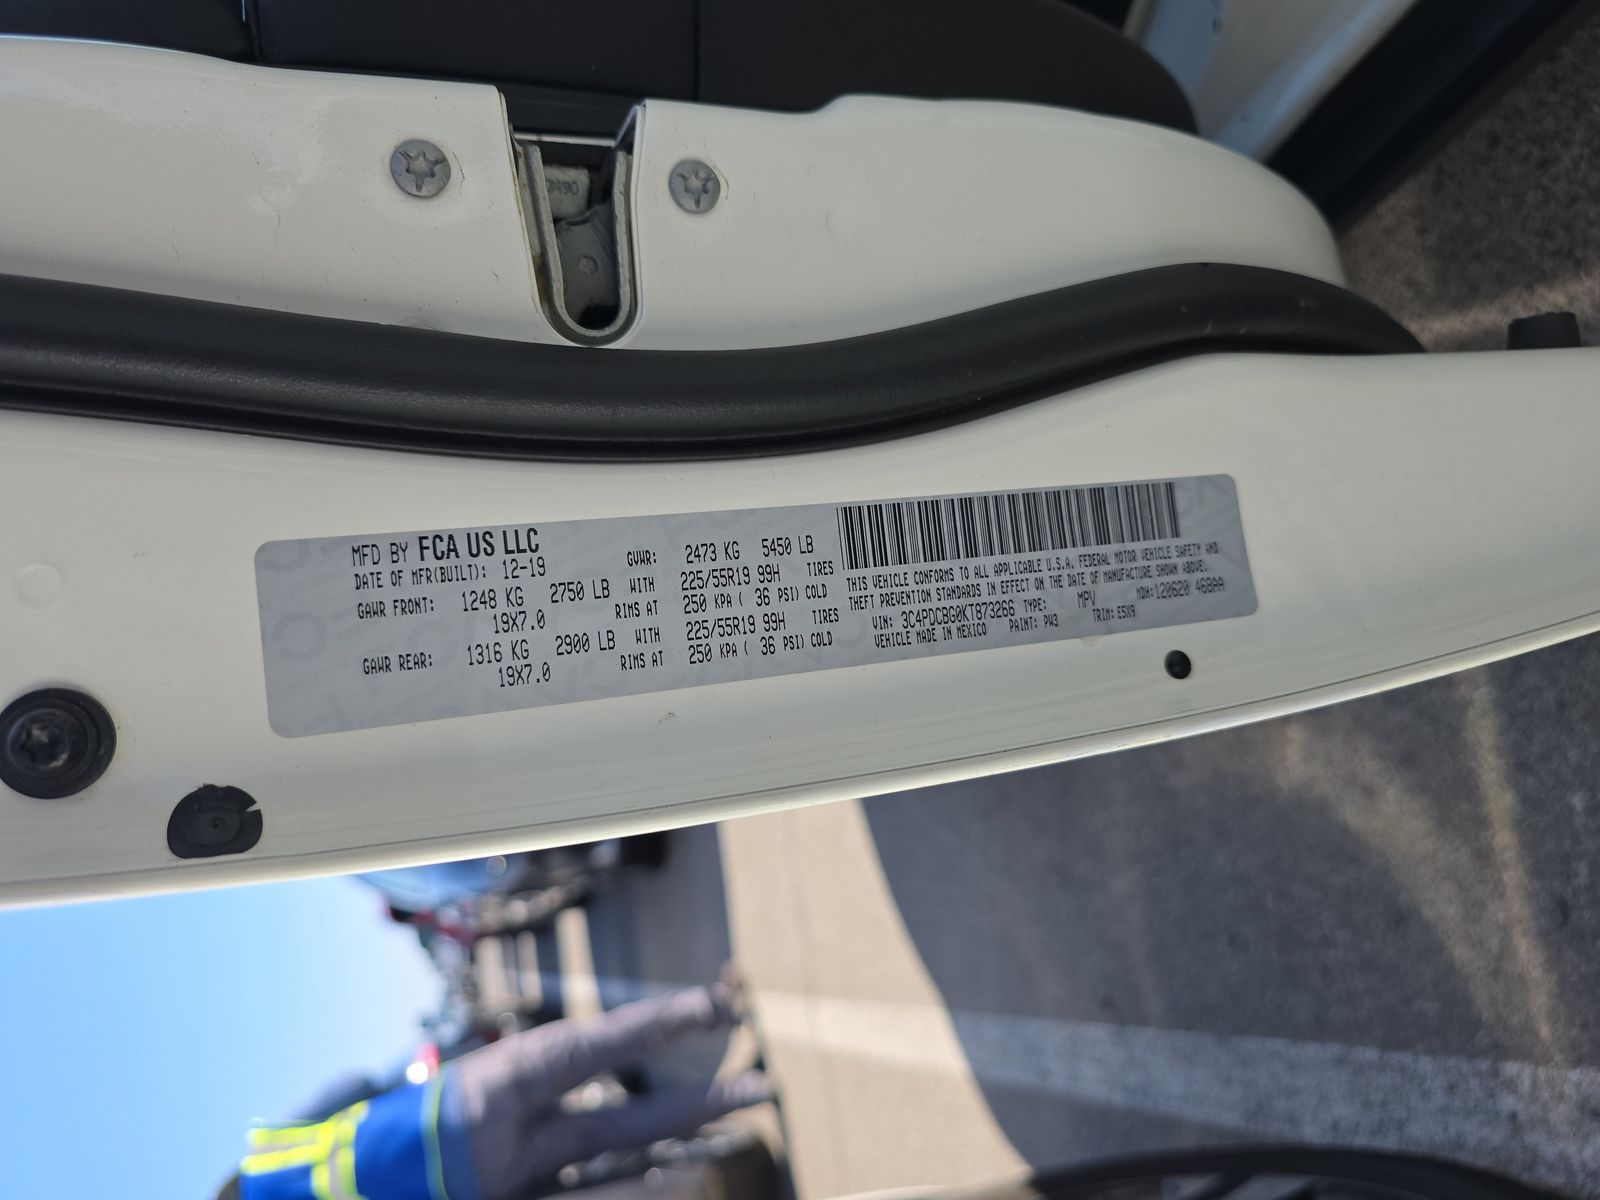 3490
MFD BY FCA US LLC
DATE OF MFR(BUILT): 12-19 GVWR: 2473 KG 5450 LB
GAWR FRONT: 1248 KG 2750 LB WITH 225/55R19 99H TIRES
19X7.0 RIMS AT 250 KPA ( 36 PSI) COLD
GAWR REAR: 1316 KG 2900 LB WITH 225/55R19 99H TIRES
19X7.0 RIMS AT 250 KPA ( 36 PSI) COLD
THIS VEHICLE CONFORMS TO ALL APPLICABLE U.S.A. FEDERAL MOTOR VEHICLE SAFETY AND
THEFT PREVENTION STANDARDS IN EFFECT ON THE DATE OF MANUFACTURE SHOWN ABOVE.
VIN: 3C4PDCBG0KT873266 TYPE: MPV MDH: 120620 468AA
VEHICLE MADE IN MEXICO PAINT: PW3 TRIM: E5X9